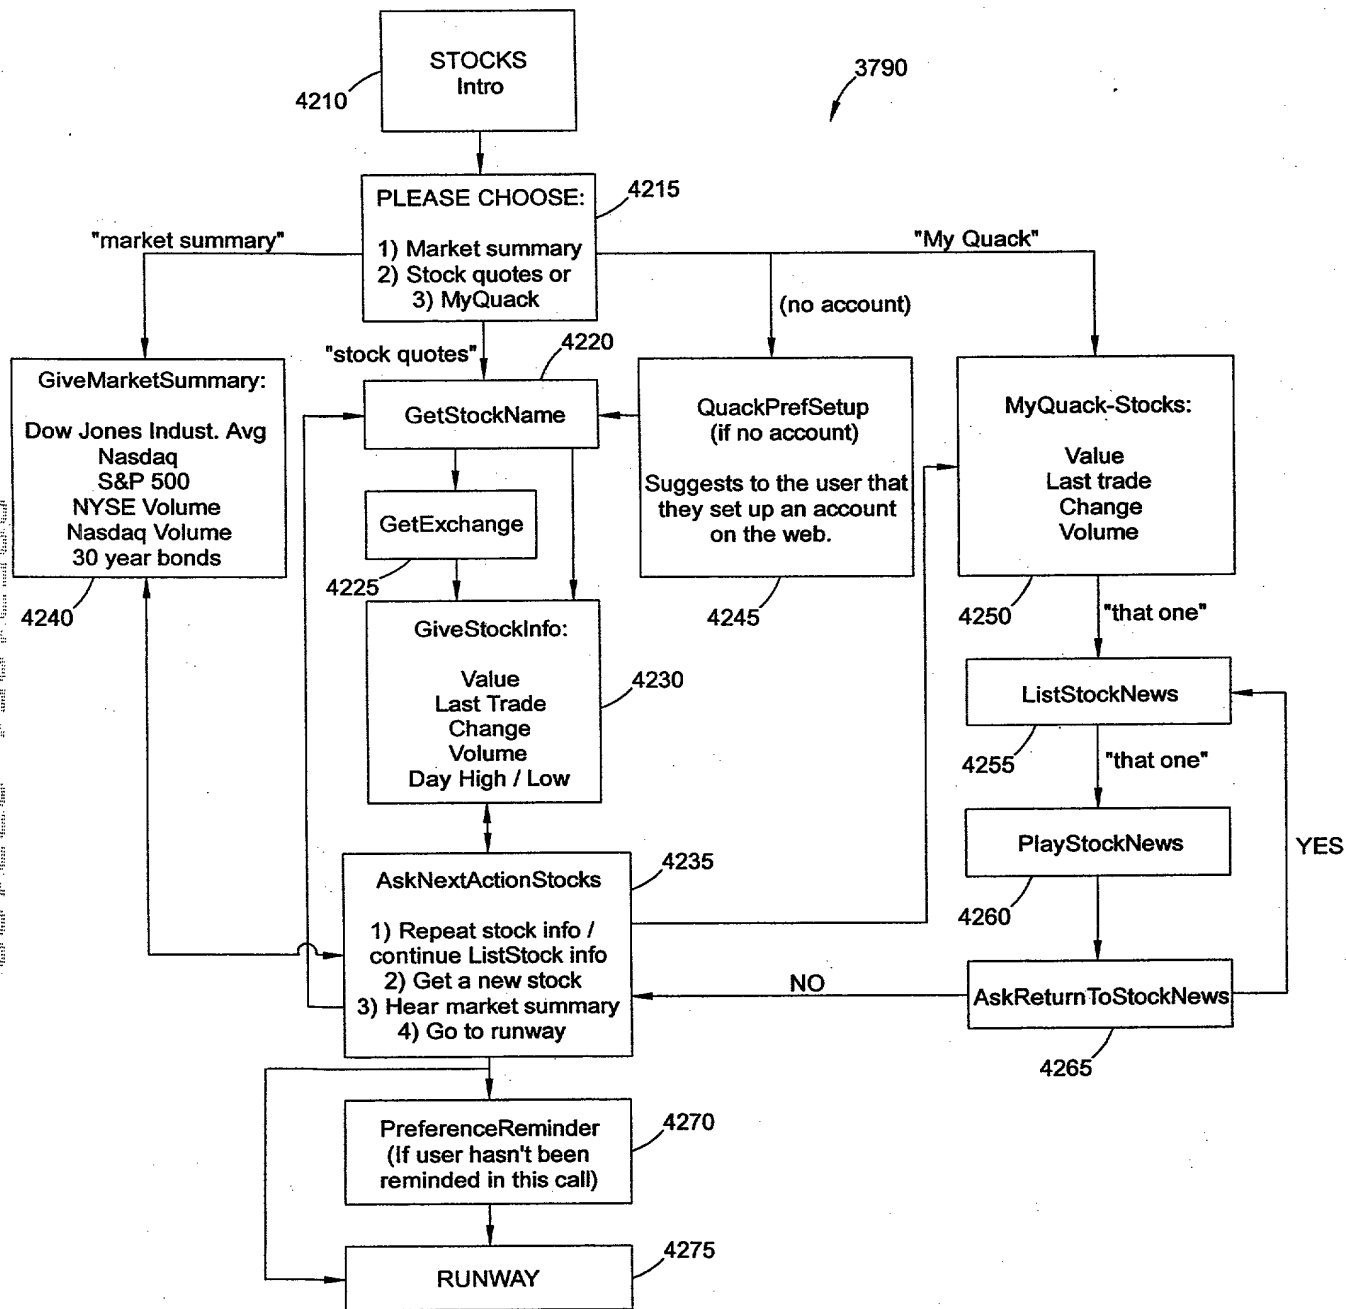 STOCKS
Intro
4210
3790
PLEASE CHOOSE:
1) Market summary
2) Stock quotes or
3) MyQuack
4215
"market summary"
"My Quack"
(no account)
"stock quotes"
4220
GiveMarketSummary:
Dow Jones Indust. Avg
Nasdaq
S&P 500
NYSE Volume
Nasdaq Volume
30 year bonds
4240
GetStockName
GetExchange
4225
QuackPrefSetup
(if no account)
Suggests to the user that
they set up an account
on the web.
4245
MyQuack-Stocks:
Value
Last trade
Change
Volume
4250
"that one"
GiveStockInfo:
Value
Last Trade
Change
Volume
Day High / Low
4230
ListStockNews
4255
"that one"
PlayStockNews
4260
YES
AskNextActionStocks
1) Repeat stock info /
continue ListStock info
2) Get a new stock
3) Hear market summary
4) Go to runway
4235
NO
AskReturnToStockNews
4265
PreferenceReminder
(If user hasn't been
reminded in this call)
4270
RUNWAY
4275